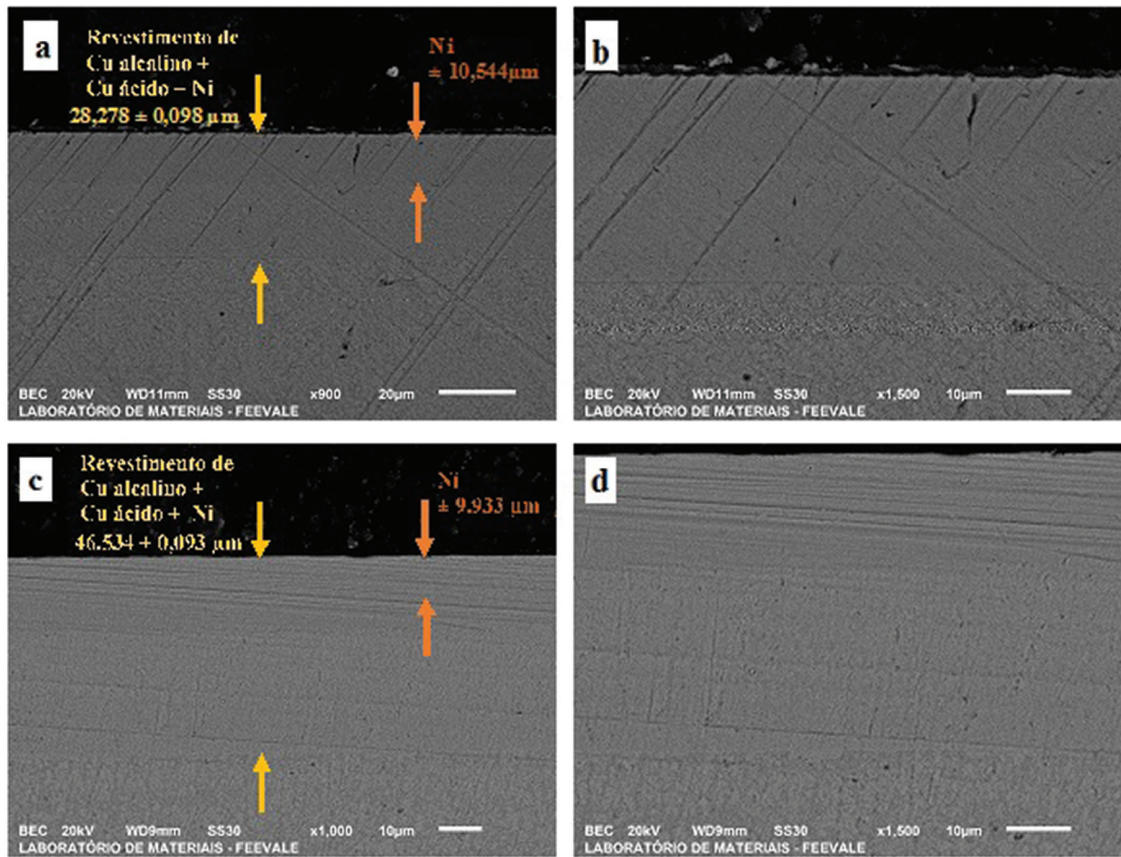 a
Revestimento de
Cu alcalino +
Cu ácido – Ni
28,278 ± 0,098 µm
Ni
± 10,544µm
BEC 20kV WD11mm SS30 x900 20µm
LABORATÓRIO DE MATERIAIS - FEEVALE
b
BEC 20kV WD11mm SS30 x1,500 10µm
LABORATÓRIO DE MATERIAIS - FEEVALE
c
Revestimento de
Cu alcalino +
Cu ácido + Ni
46.534 + 0,093 µm
Ni
± 9.933 µm
BEC 20kV WD9mm SS30 x1,000 10µm
LABORATÓRIO DE MATERIAIS - FEEVALE
d
BEC 20kV WD9mm SS30 x1,500 10µm
LABORATÓRIO DE MATERIAIS - FEEVALE